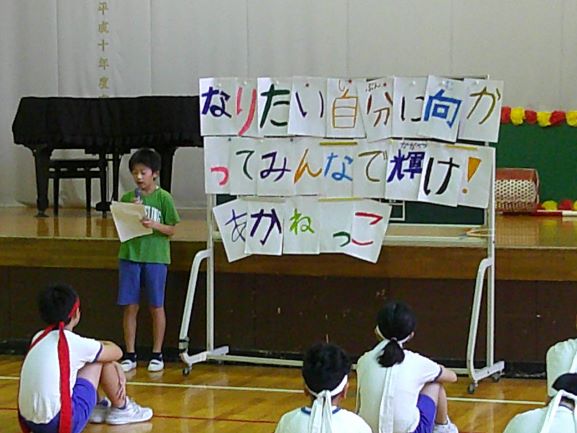 平成十年度
なりたい自分に向か
ってみんなで輝け!
あかねっこ